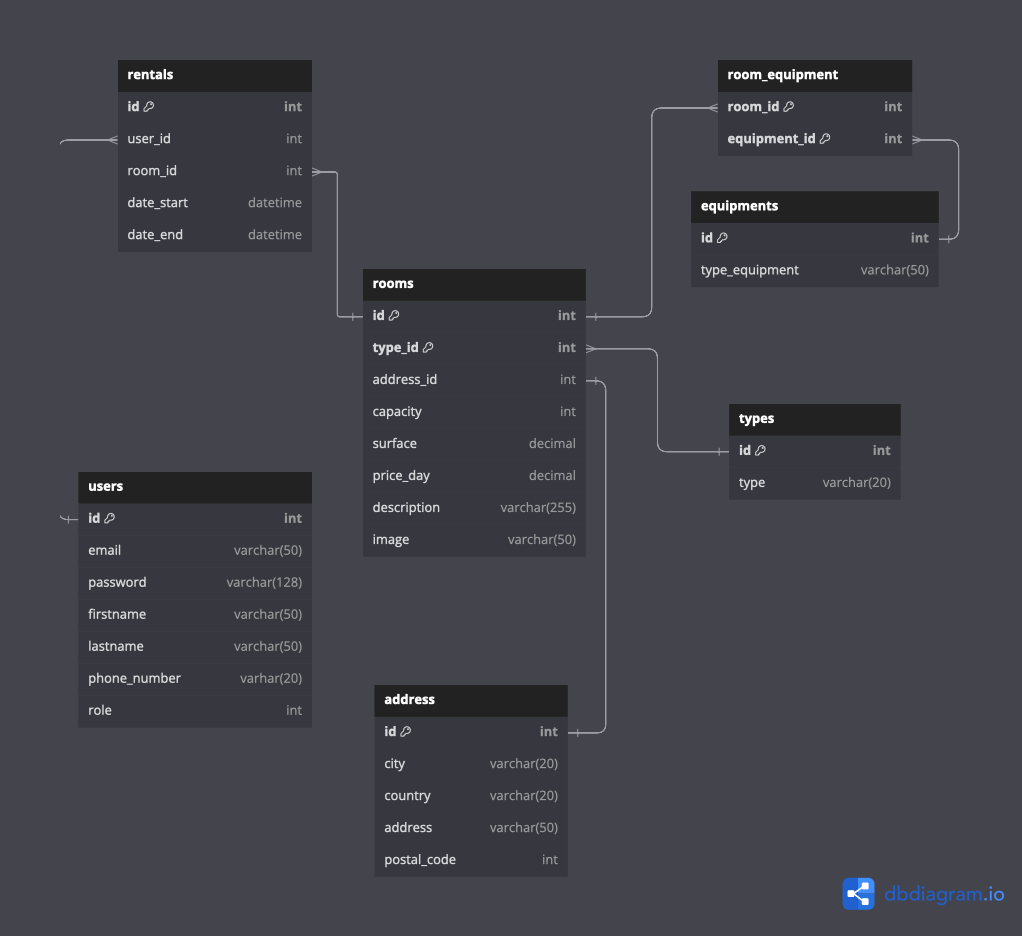 rentals
id int
user_id int
room_id int
date_start datetime
date_end datetime
room_equipment
room_id int
equipment_id int
equipments
id int
type_equipment varchar(50)
rooms
id int
type_id int
address_id int
capacity int
surface decimal
price_day decimal
description varchar(255)
image varchar(50)
types
id int
type varchar(20)
users
id int
email varchar(50)
password varchar(128)
firstname varchar(50)
lastname varchar(50)
phone_number varhar(20)
role int
address
id int
city varchar(20)
country varchar(20)
address varchar(50)
postal_code int
dbdiagram.io